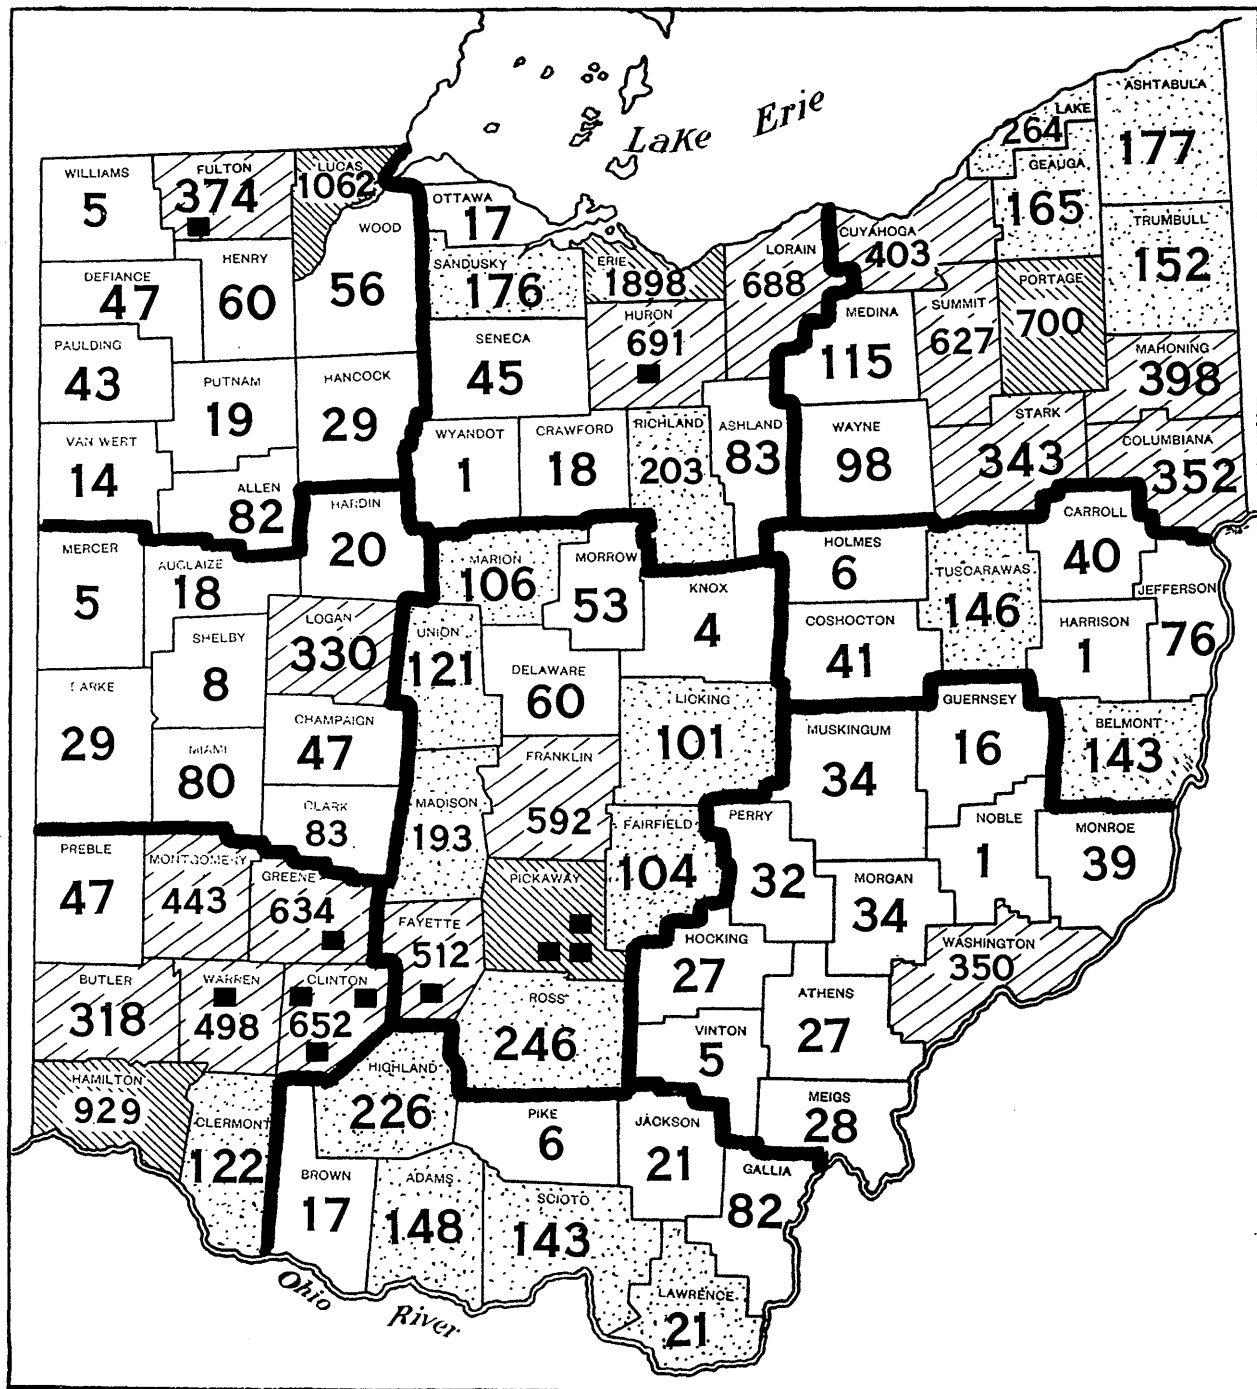 Lake Erie
WILLIAMS
5
FULTON
374
LUCAS
1062
WOOD
56
DEFIANCE
47
HENRY
60
PAULDING
43
PUTNAM
19
HANCOCK
29
VAN WERT
14
ALLEN
82
OTTAWA
17
SANDUSKY
176
ERIE
1898
LORAIN
688
HURON
691
SENECA
45
WYANDOT
1
CRAWFORD
18
RICHLAND
203
ASHLAND
83
CUYAHOGA
403
LAKE
264
GEAUGA
165
ASHTABULA
177
TRUMBULL
152
MEDINA
115
SUMMIT
627
PORTAGE
700
MAHONING
398
WAYNE
98
STARK
343
COLUMBIANA
352
MERCER
5
AUGLAIZE
18
HARDIN
20
SHELBY
8
LOGAN
330
DARKE
29
MIAMI
80
CHAMPAIGN
47
CLARK
83
MARION
106
MORROW
53
KNOX
4
UNION
121
DELAWARE
60
LICKING
101
MADISON
193
FRANKLIN
592
FAIRFIELD
104
PICKAWAY
FAYETTE
512
ROSS
246
HOLMES
6
TUSCARAWAS
146
CARROLL
40
JEFFERSON
76
COSHOCTON
41
HARRISON
1
BELMONT
143
MUSKINGUM
34
GUERNSEY
16
NOBLE
1
MONROE
39
PERRY
32
MORGAN
34
WASHINGTON
350
HOCKING
27
ATHENS
27
VINTON
5
MEIGS
28
PREBLE
47
MONTGOMERY
443
GREENE
634
BUTLER
318
WARREN
498
CLINTON
652
HAMILTON
929
CLERMONT
122
HIGHLAND
226
BROWN
17
ADAMS
148
PIKE
6
JACKSON
21
GALLIA
82
SCIOTO
143
LAWRENCE
21
Ohio River